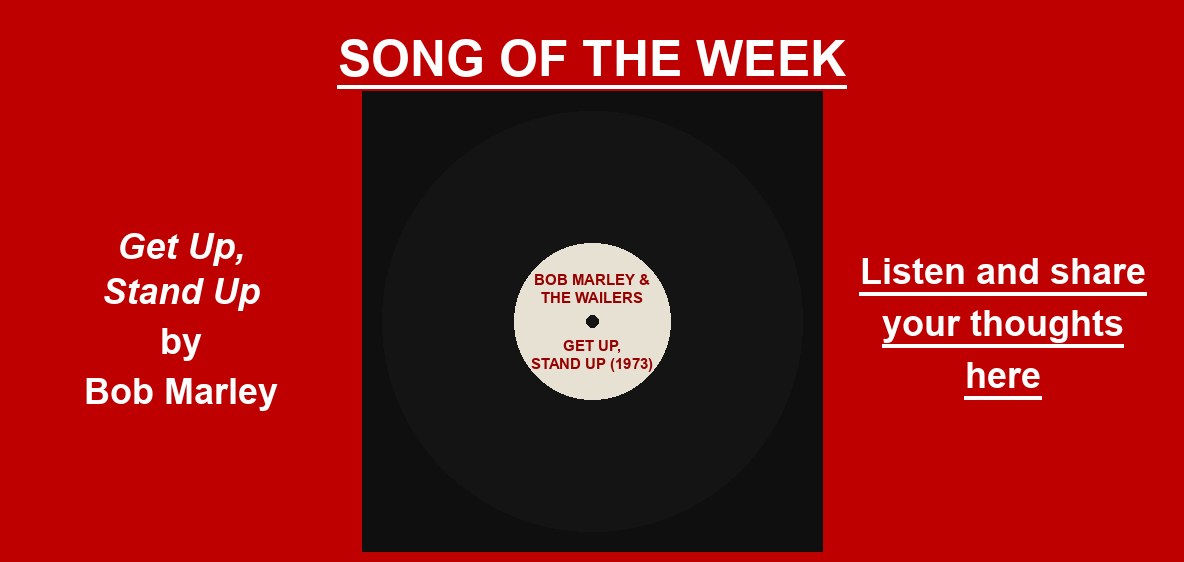 SONG OF THE WEEK
Get Up,
Stand Up
by
Bob Marley
BOB MARLEY &
THE WAILERS
GET UP,
STAND UP (1973)
Listen and share
your thoughts
here